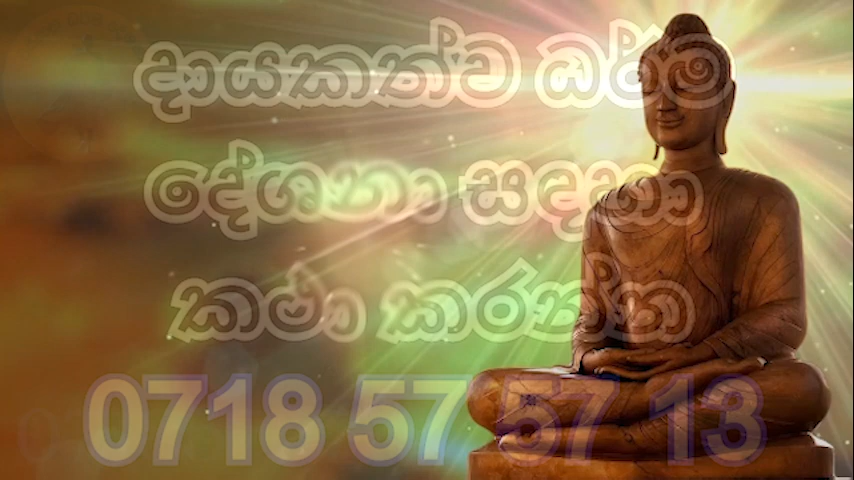 දායකත්ව ධර්ම
දේශනා සඳහා
කථා කරන්න
0718 57 57 13